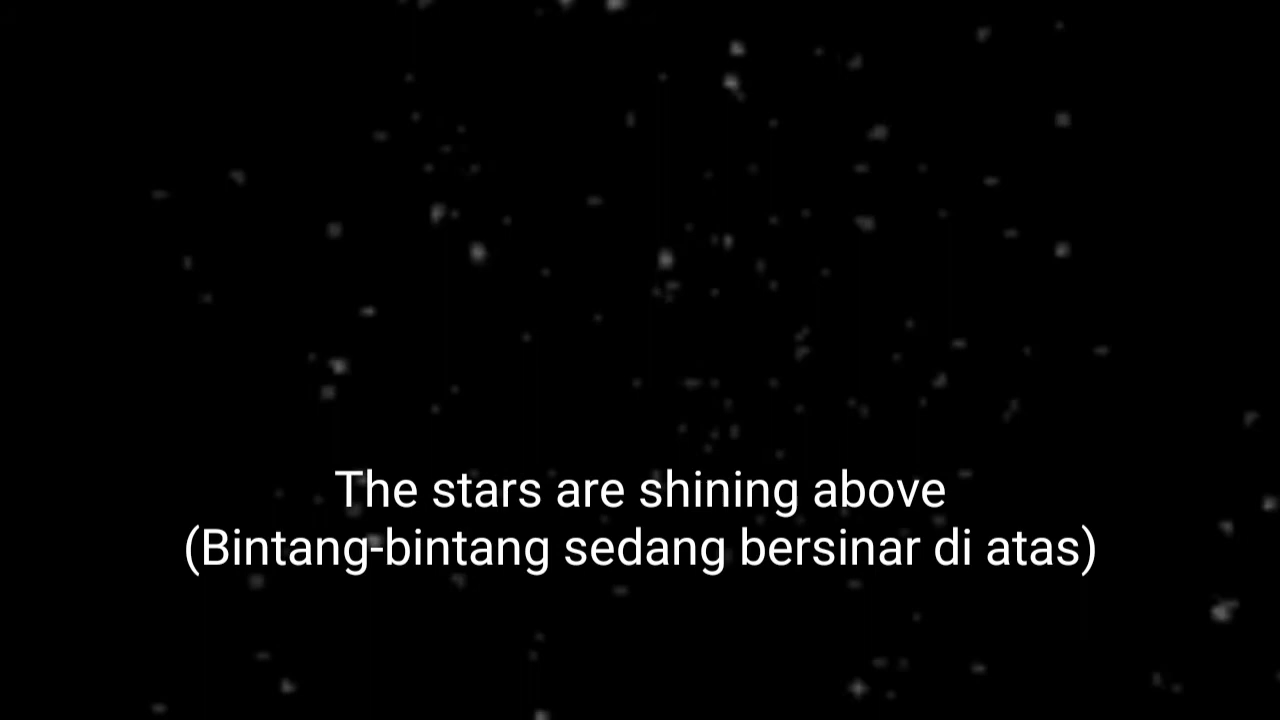 The stars are shining above
(Bintang-bintang sedang bersinar di atas)